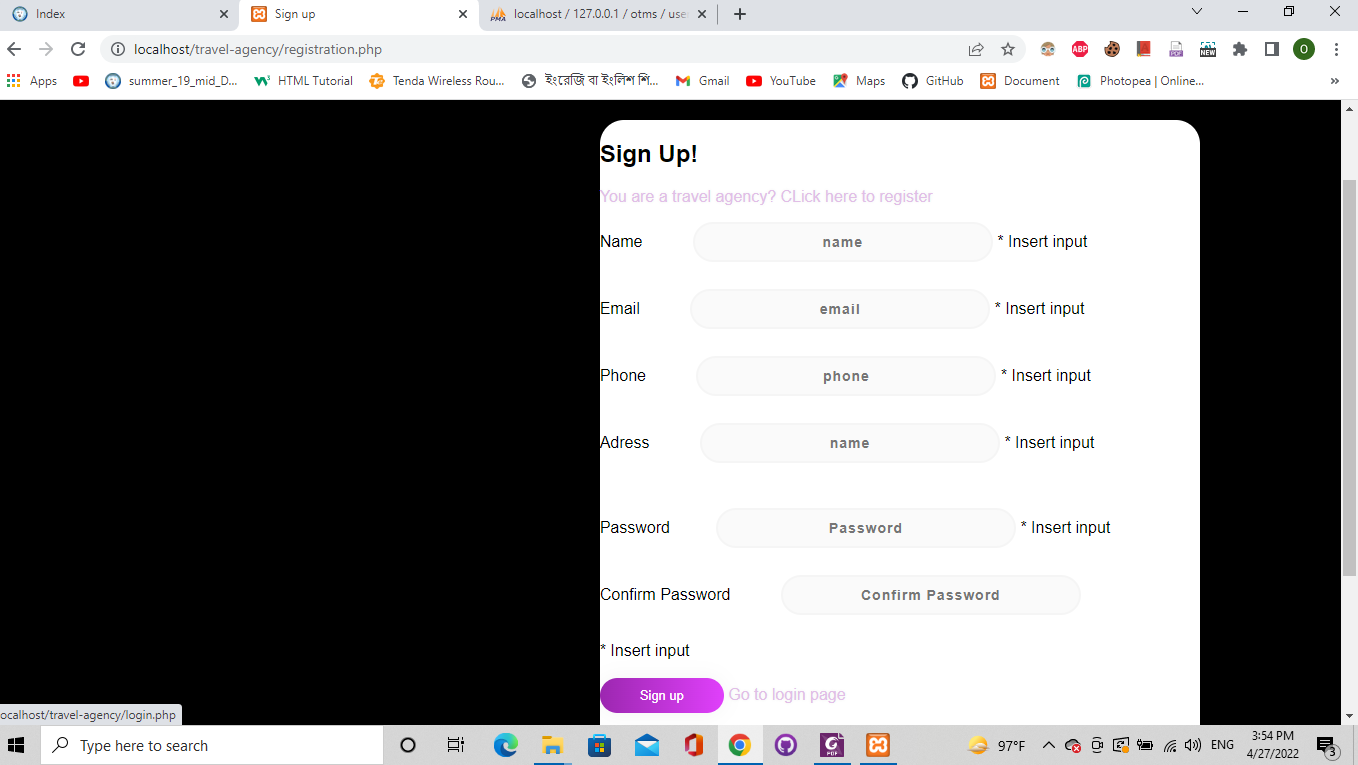 Index
Sign up
localhost / 127.0.0.1 / otms / use
localhost/travel-agency/registration.php
ABP
PDF
NEW
O
Apps
summer_19_mid_D...
HTML Tutorial
Tenda Wireless Rou...
ইংরেজি বা ইংলিশ শি...
Gmail
YouTube
Maps
GitHub
Document
Photopea | Online...
»
Sign Up!
You are a travel agency? CLick here to register
Name name * Insert input
Email email * Insert input
Phone phone * Insert input
Adress name * Insert input
Password Password * Insert input
Confirm Password Confirm Password
* Insert input
Sign up Go to login page
ocalhost/travel-agency/login.php
Type here to search
97°F
ENG
3:54 PM
4/27/2022
3